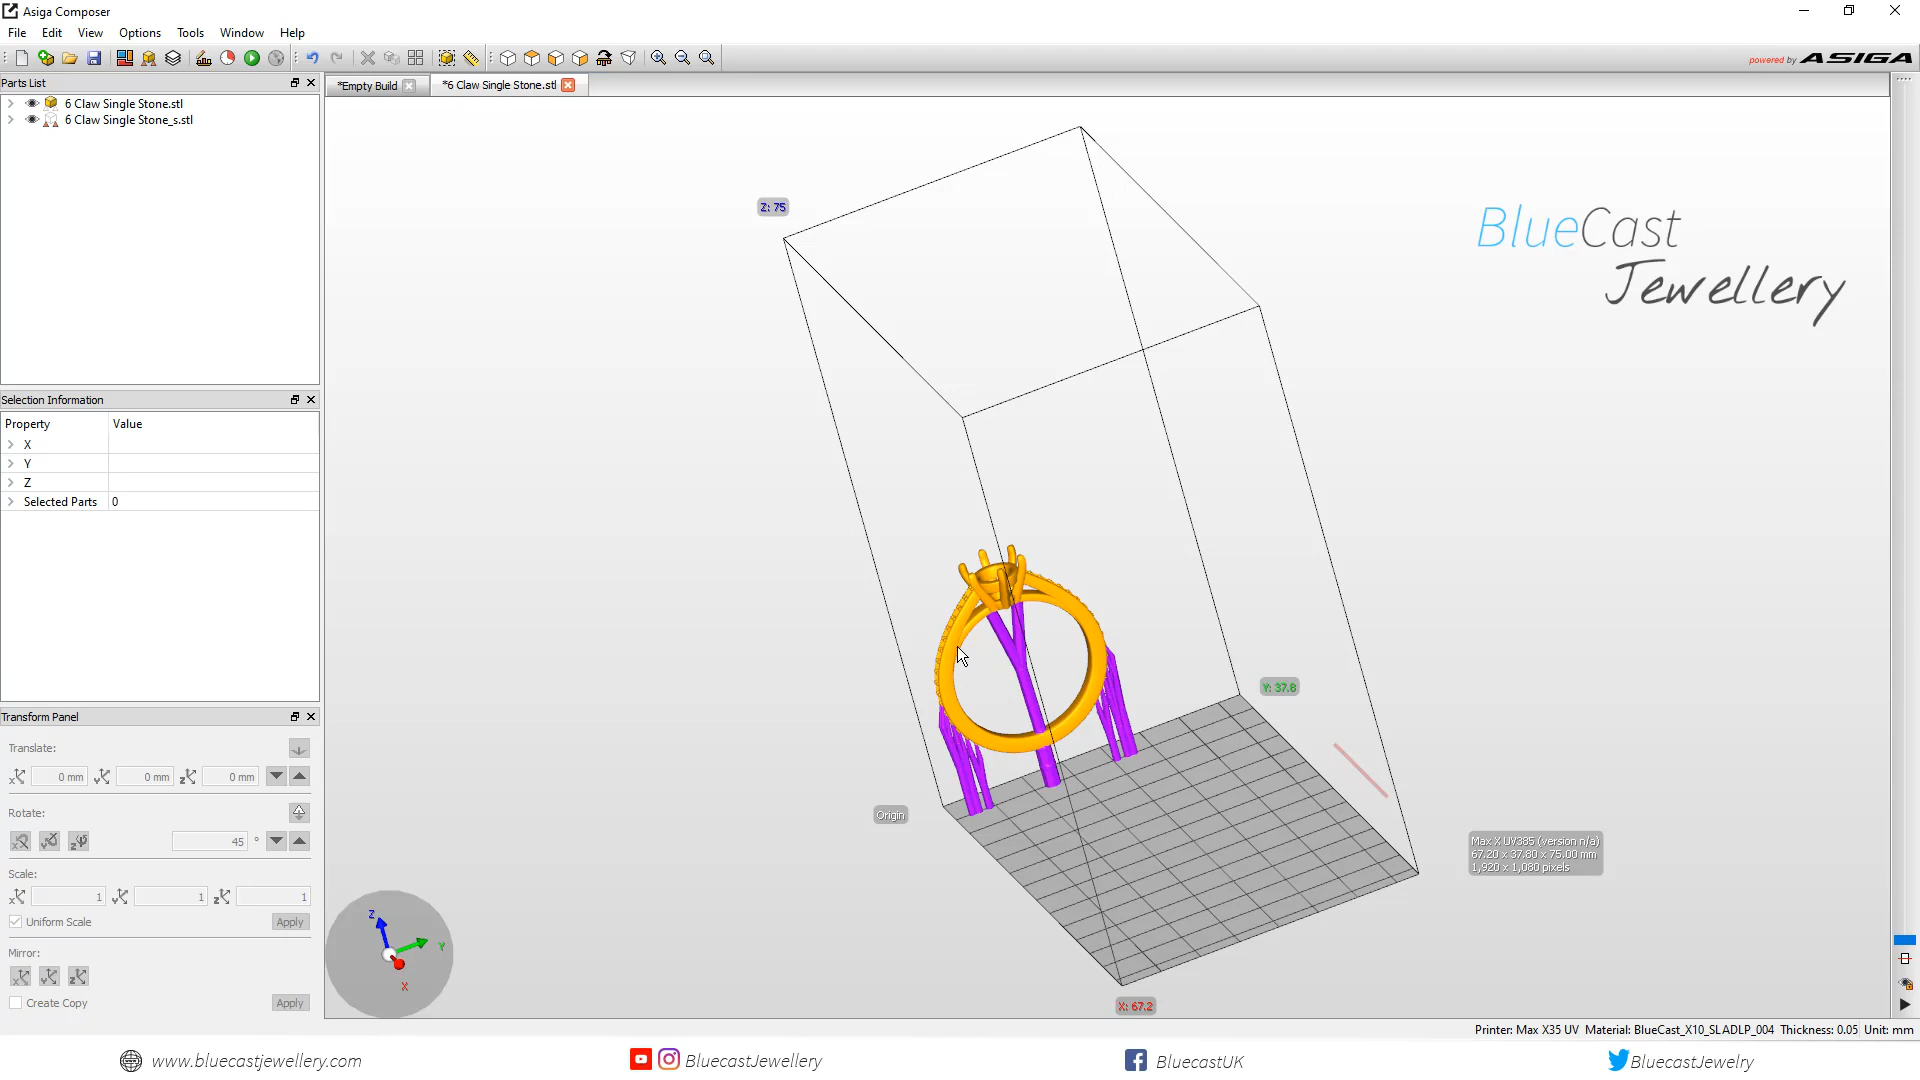 Asiga Composer
File Edit View Options Tools Window Help
powered by ASIGA
Parts List
*Empty Build
*6 Claw Single Stone.stl
6 Claw Single Stone.stl
6 Claw Single Stone_s.stl
Z: 75
BlueCast
Jewellery
Selection Information
Property Value
X
Y
Z
Selected Parts 0
Y: 37.8
Transform Panel
Translate:
x 0 mm y 0 mm z 0 mm
Rotate:
45 °
Origin
Max X UV385 (version n/a)
67.20 x 37.80 x 75.00 mm
1,920 x 1,080 pixels
Scale:
x 1 y 1 z 1
Uniform Scale Apply
Z
Y
X
Mirror:
x y z
Create Copy Apply
X: 67.2
Printer: Max X35 UV Material: BlueCast_X10_SLADLP_004 Thickness: 0.05 Unit: mm
www.bluecastjewellery.com BluecastJewellery BluecastUK BluecastJewelry